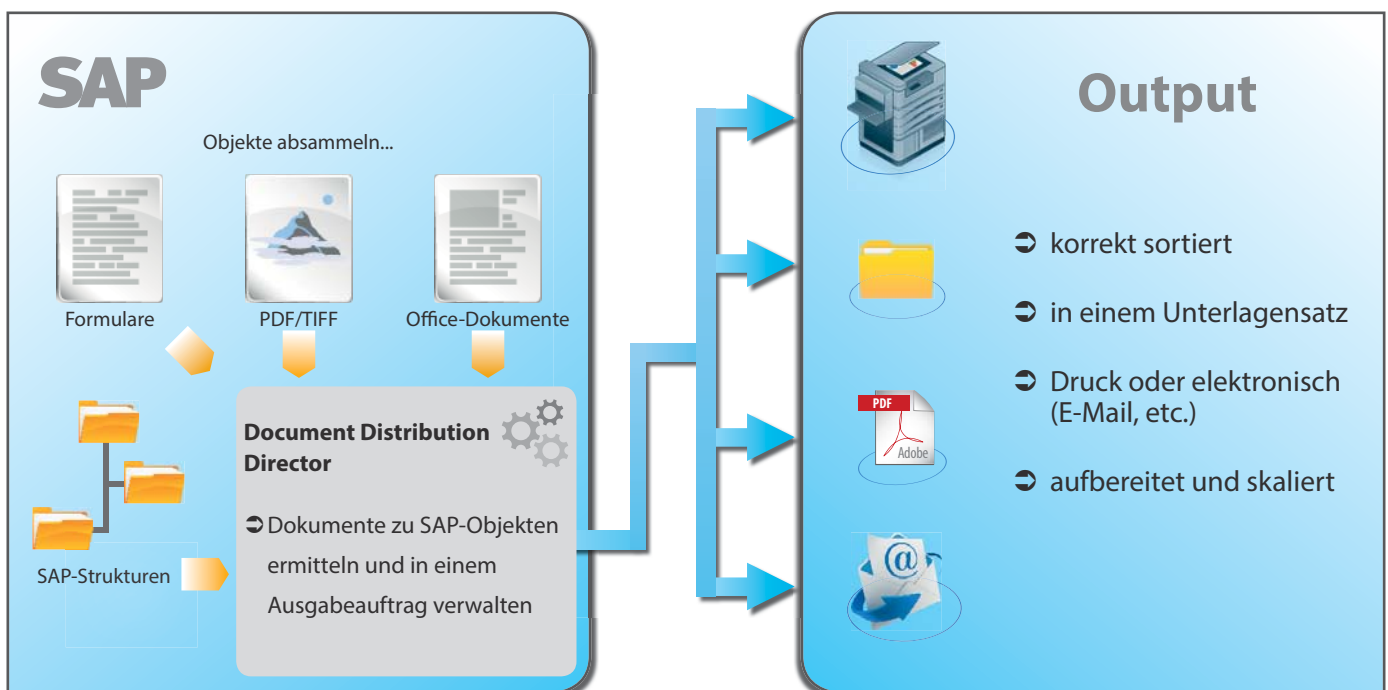 SAP
Objekte absammeln...
Formulare
PDF/TIFF
Office-Dokumente
Document Distribution
Director
➲ Dokumente zu SAP-Objekten
ermitteln und in einem
Ausgabeauftrag verwalten
SAP-Strukturen
Output
➲ korrekt sortiert
➲ in einem Unterlagensatz
➲ Druck oder elektronisch
(E-Mail, etc.)
➲ aufbereitet und skaliert
PDF
Adobe
@